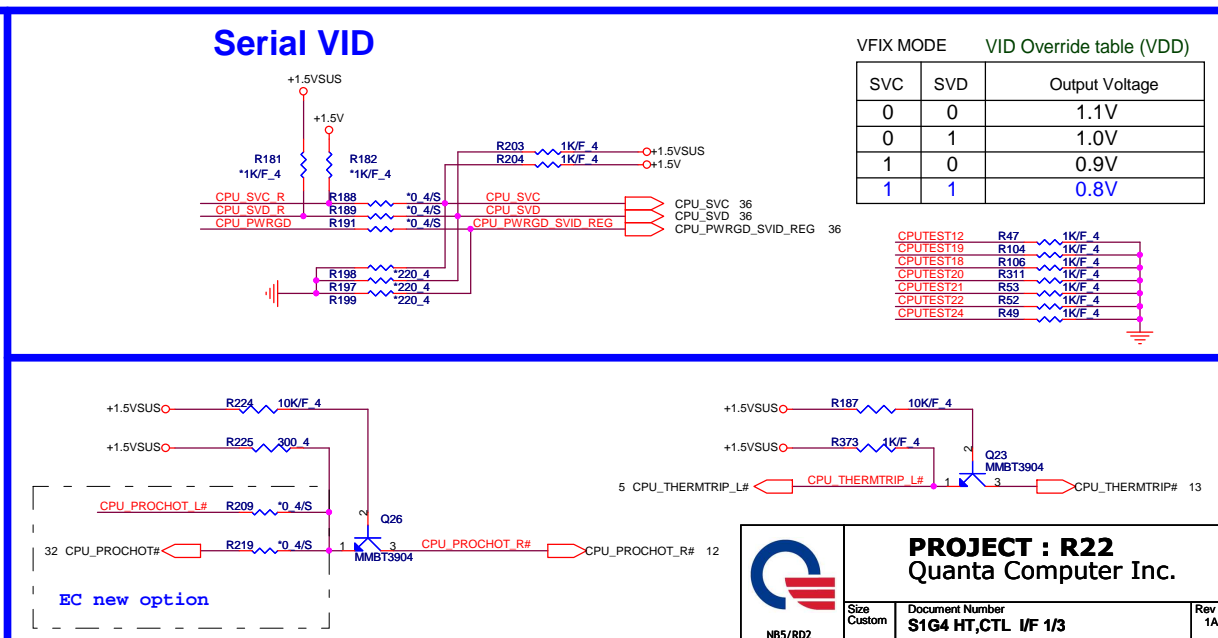 Serial VID
VFIX MODE VID Override table (VDD)
SVC SVD Output Voltage
0 0 1.1V
0 1 1.0V
1 0 0.9V
1 1 0.8V
+1.5VSUS
+1.5V
R181 R182
*1K/F_4 *1K/F_4
R203 1K/F_4 +1.5VSUS
R204 1K/F_4 +1.5V
CPU_SVC_R R188 *0_4/S CPU_SVC CPU_SVC 36
CPU_SVD_R R189 *0_4/S CPU_SVD CPU_SVD 36
CPU_PWRGD R191 *0_4/S CPU_PWRGD_SVID_REG CPU_PWRGD_SVID_REG 36
R198 *220_4
R197 *220_4
R199 *220_4
CPUTEST12 R47 1K/F_4
CPUTEST19 R104 1K/F_4
CPUTEST18 R106 1K/F_4
CPUTEST20 R311 1K/F_4
CPUTEST21 R53 1K/F_4
CPUTEST22 R52 1K/F_4
CPUTEST24 R49 1K/F_4
+1.5VSUS R224 10K/F_4
+1.5VSUS R225 300_4
CPU_PROCHOT_L# R209 *0_4/S
32 CPU_PROCHOT# R219 *0_4/S
1 2 3 Q26
MMBT3904
CPU_PROCHOT_R# CPU_PROCHOT_R# 12
EC new option
+1.5VSUS R187 10K/F_4
+1.5VSUS R373 1K/F_4
5 CPU_THERMTRIP_L# CPU_THERMTRIP_L#
1 2 3 Q23
MMBT3904
CPU_THERMTRIP# 13
NB5/RD2
PROJECT : R22
Quanta Computer Inc.
Size
Custom
Document Number
S1G4 HT,CTL I/F 1/3
Rev
1A